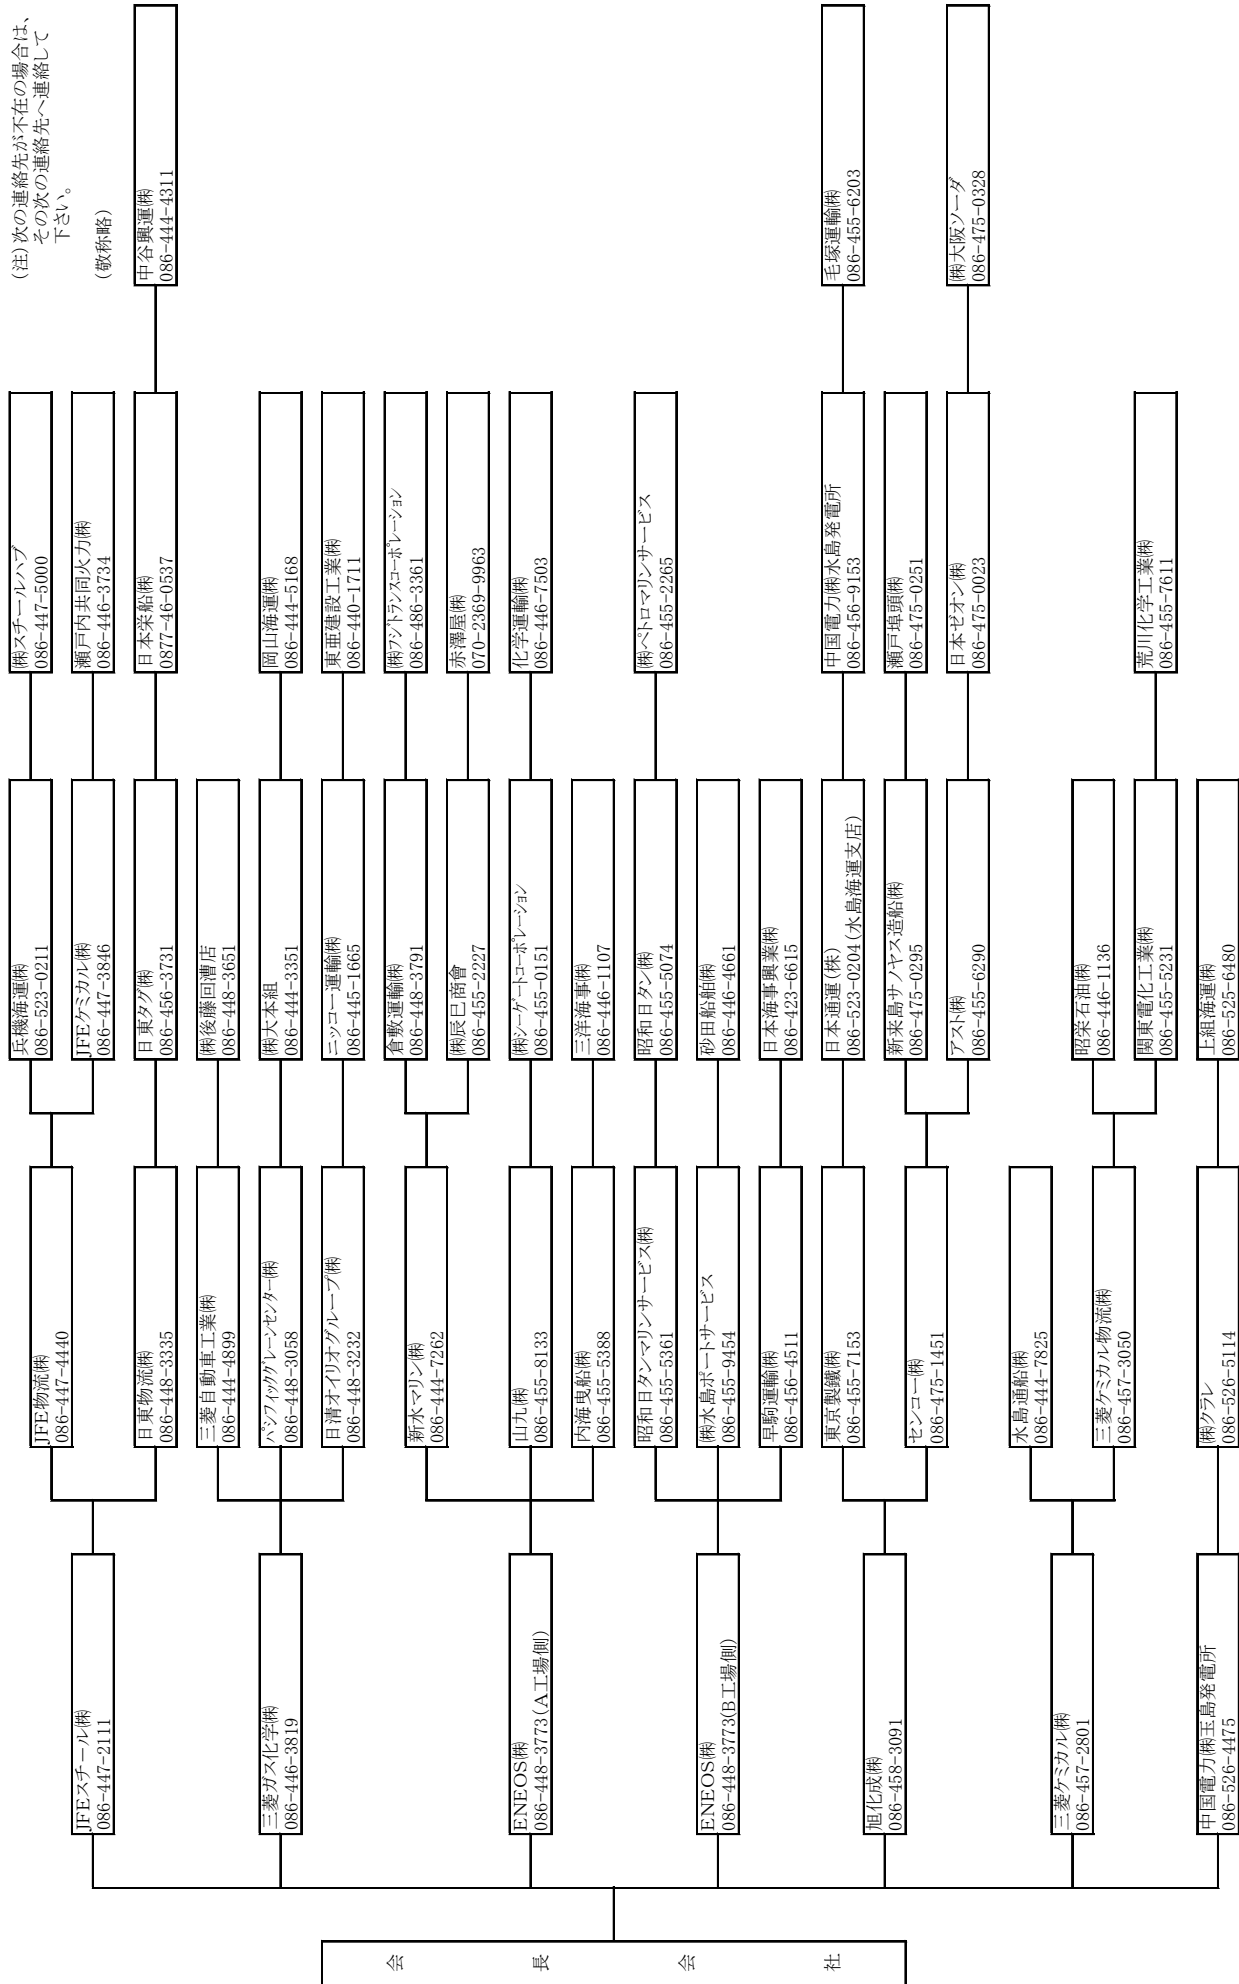 (注)次の連絡先が不在の場合は、
その次の連絡先へ連絡して
下さい。
(敬称略)
会長会社
JFEスチール㈱
086-447-2111
JFE物流㈱
086-447-4440
兵機海運㈱
086-523-0211
㈱スチールハブ
086-447-5000
JFEケミカル㈱
086-447-3846
瀬戸内共同火力㈱
086-446-3734
日東物流㈱
086-448-3335
日東タグ㈱
086-456-3731
日本栄船㈱
0877-46-0537
中谷興運㈱
086-444-4311
三菱ガス化学㈱
086-446-3819
三菱自動車工業㈱
086-444-4899
㈱後藤回漕店
086-448-3651
パシフィックグレーンセンター㈱
086-448-3058
㈱大本組
086-444-3351
岡山海運㈱
086-444-5168
日清オイリオグループ㈱
086-448-3232
ニッコー運輸㈱
086-445-1665
東亜建設工業㈱
086-440-1711
ENEOS㈱
086-448-3773(A工場側)
新水マリン㈱
086-444-7262
倉敷運輸㈱
086-448-3791
㈱フジトランスコーポレーション
086-486-3361
㈱辰巳商會
086-455-2227
赤澤屋㈱
070-2369-9963
山九㈱
086-455-8133
㈱シーゲートコーポレーション
086-455-0151
化学運輸㈱
086-446-7503
内海曳船㈱
086-455-5388
三洋海事㈱
086-446-1107
ENEOS㈱
086-448-3773(B工場側)
昭和日タンマリンサービス㈱
086-455-5361
昭和日タン㈱
086-455-5074
㈱ペトロマリンサービス
086-455-2265
㈱水島ポートサービス
086-455-9454
砂田船舶㈱
086-446-4661
早駒運輸㈱
086-456-4511
日本海事興業㈱
086-423-6615
旭化成㈱
086-458-3091
東京製鐵㈱
086-455-7153
日本通運(株)
086-523-0204(水島海運支店)
中国電力㈱水島発電所
086-456-9153
毛塚運輸㈱
086-455-6203
センコー㈱
086-475-1451
新来島サノヤス造船㈱
086-475-0295
瀬戸埠頭㈱
086-475-0251
アスト㈱
086-455-6290
日本ゼオン㈱
086-475-0023
㈱大阪ソーダ
086-475-0328
三菱ケミカル㈱
086-457-2801
水島通船㈱
086-444-7825
三菱ケミカル物流㈱
086-457-3050
昭栄石油㈱
086-446-1136
関東電化工業㈱
086-455-5231
荒川化学工業㈱
086-455-7611
中国電力㈱玉島発電所
086-526-4475
㈱クラレ
086-526-5114
上組海運㈱
086-525-6480